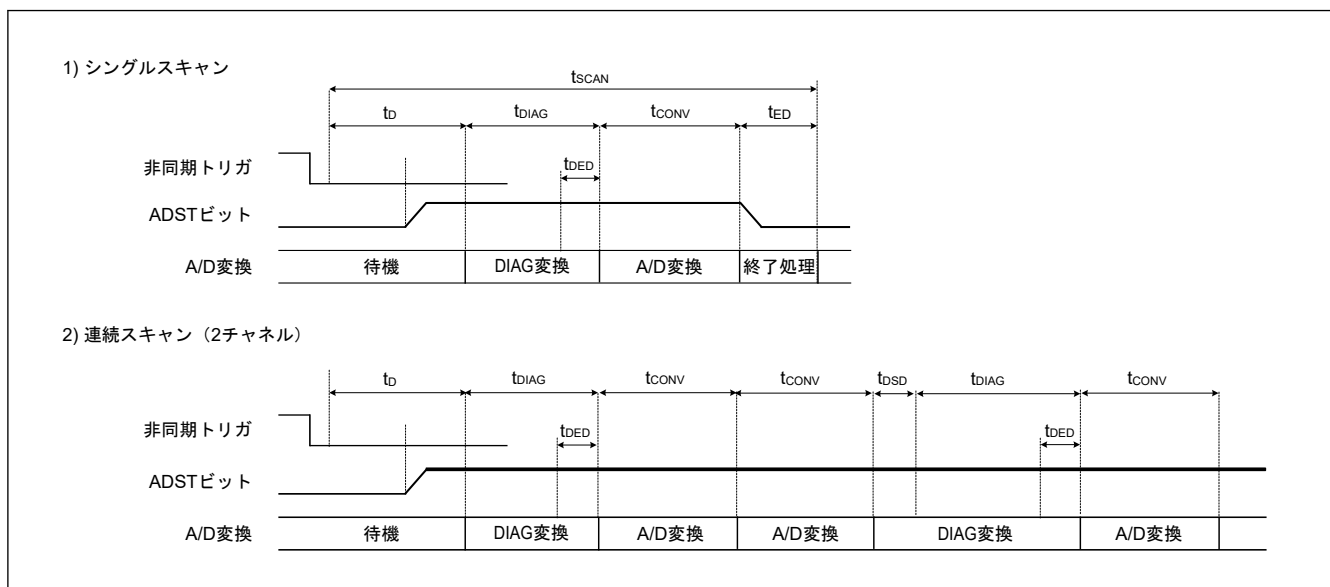 1) シングルスキャン
tSCAN
tD tDIAG tCONV tED
非同期トリガ
tDED
ADSTビット
A/D変換 待機 DIAG変換 A/D変換 終了処理
2) 連続スキャン（2チャネル）
tD tDIAG tCONV tCONV tDSD tDIAG tCONV
非同期トリガ
tDED tDED
ADSTビット
A/D変換 待機 DIAG変換 A/D変換 A/D変換 DIAG変換 A/D変換